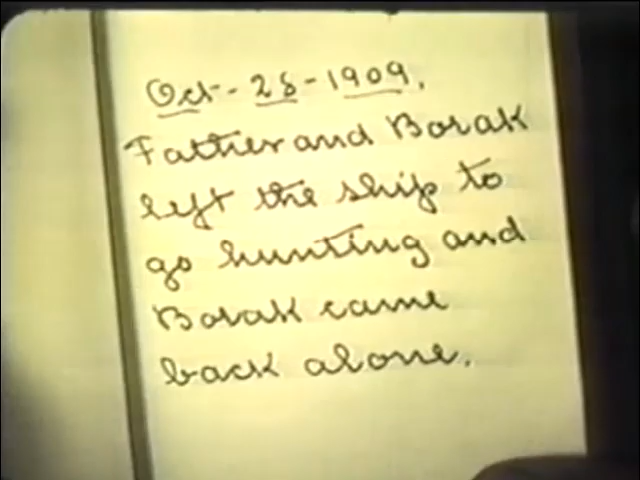 Oct - 28 - 1909.
Father and Borak
left the ship to
go hunting and
Borak came
back alone.